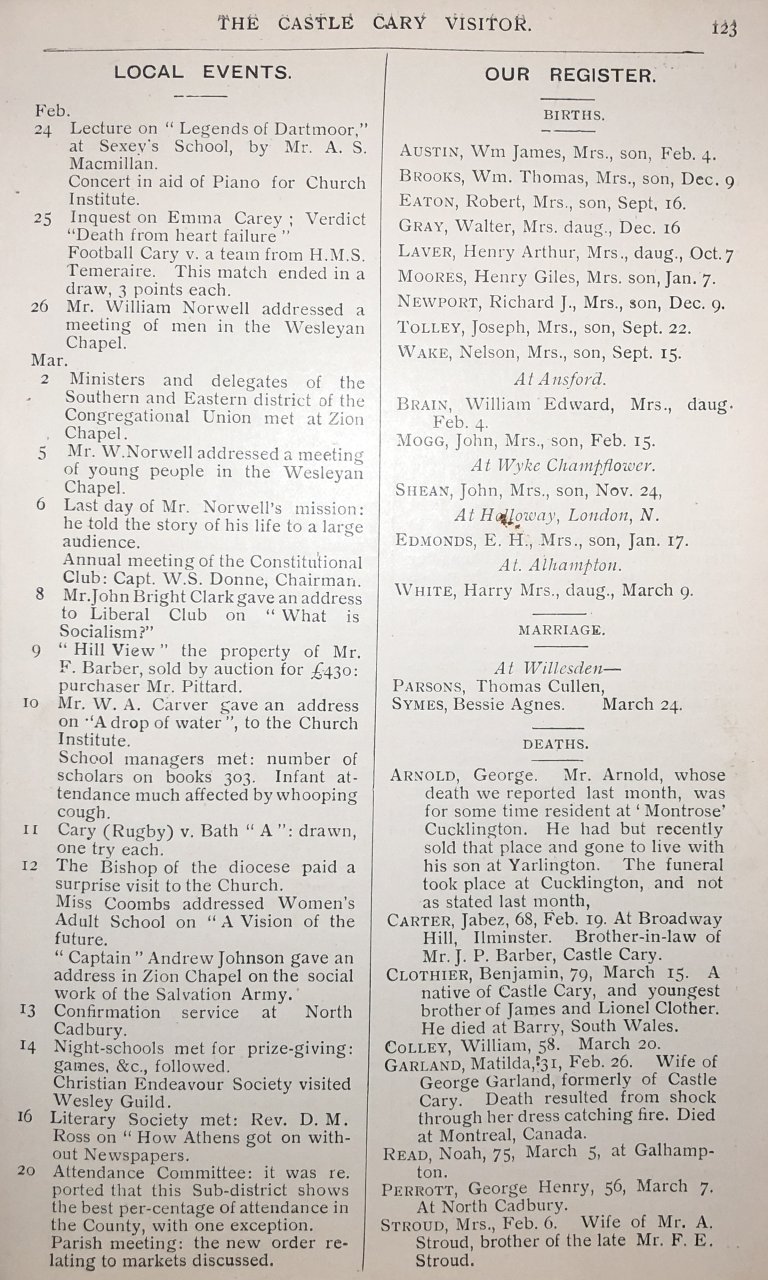 THE CASTLE CARY VISITOR.
123
LOCAL EVENTS.
Feb.
24 Lecture on " Legends of Dartmoor,"
at Sexey's School, by Mr. A. S.
Macmillan.
Concert in aid of Piano for Church
Institute.
25 Inquest on Emma Carey ; Verdict
"Death from heart failure "
Football Cary v. a team from H.M.S.
Temeraire. This match ended in a
draw, 3 points each.
26 Mr. William Norwell addressed a
meeting of men in the Wesleyan
Chapel.
Mar.
2 Ministers and delegates of the
Southern and Eastern district of the
Congregational Union met at Zion
Chapel.
5 Mr. W.Norwell addressed a meeting
of young people in the Wesleyan
Chapel.
6 Last day of Mr. Norwell's mission:
he told the story of his life to a large
audience.
Annual meeting of the Constitutional
Club: Capt. W.S. Donne, Chairman.
8 Mr.John Bright Clark gave an address
to Liberal Club on " What is
Socialism?"
9 " Hill View " the property of Mr.
F. Barber, sold by auction for £430:
purchaser Mr. Pittard.
10 Mr. W. A. Carver gave an address
on "A drop of water", to the Church
Institute.
School managers met: number of
scholars on books 303. Infant at-
tendance much affected by whooping
cough.
11 Cary (Rugby) v. Bath " A ": drawn,
one try each.
12 The Bishop of the diocese paid a
surprise visit to the Church.
Miss Coombs addressed Women's
Adult School on " A Vision of the
future.
" Captain " Andrew Johnson gave an
address in Zion Chapel on the social
work of the Salvation Army.
13 Confirmation service at North
Cadbury.
14 Night-schools met for prize-giving:
games, &c., followed.
Christian Endeavour Society visited
Wesley Guild.
16 Literary Society met: Rev. D. M.
Ross on " How Athens got on with-
out Newspapers.
20 Attendance Committee: it was re.
ported that this Sub-district shows
the best per-centage of attendance in
the County, with one exception.
Parish meeting: the new order re-
lating to markets discussed.
OUR REGISTER.
BIRTHS.
AUSTIN, Wm James, Mrs., son, Feb. 4.
BROOKS, Wm. Thomas, Mrs., son, Dec. 9
EATON, Robert, Mrs., son, Sept, 16.
GRAY, Walter, Mrs. daug., Dec. 16
LAVER, Henry Arthur, Mrs., daug., Oct. 7
MOORES, Henry Giles, Mrs. son, Jan. 7.
NEWPORT, Richard J., Mrs., son, Dec. 9.
TOLLEY, Joseph, Mrs., son, Sept. 22.
WAKE, Nelson, Mrs., son, Sept. 15.
At Ansford.
BRAIN, William Edward, Mrs., daug.
Feb. 4.
MOGG, John, Mrs., son, Feb. 15.
At Wyke Champflower.
SHEAN, John, Mrs., son, Nov. 24,
At Holloway, London, N.
EDMONDS, E. H., Mrs., son, Jan. 17.
At. Alhampton.
WHITE, Harry Mrs., daug., March 9.
MARRIAGE.
At Willesden—
PARSONS, Thomas Cullen,
SYMES, Bessie Agnes. March 24.
DEATHS.
ARNOLD, George. Mr. Arnold, whose
death we reported last month, was
for some time resident at ' Montrose'
Cucklington. He had but recently
sold that place and gone to live with
his son at Yarlington. The funeral
took place at Cucklington, and not
as stated last month,
CARTER, Jabez, 68, Feb. 19. At Broadway
Hill, Ilminster. Brother-in-law of
Mr. J. P. Barber, Castle Cary.
CLOTHIER, Benjamin, 79, March 15. A
native of Castle Cary, and youngest
brother of James and Lionel Clother.
He died at Barry, South Wales.
COLLEY, William, 58. March 20.
GARLAND, Matilda, 31, Feb. 26. Wife of
George Garland, formerly of Castle
Cary. Death resulted from shock
through her dress catching fire. Died
at Montreal, Canada.
READ, Noah, 75, March 5, at Galhamp-
ton.
PERROTT, George Henry, 56, March 7.
At North Cadbury.
STROUD, Mrs., Feb. 6. Wife of Mr. A.
Stroud, brother of the late Mr. F. E.
Stroud.